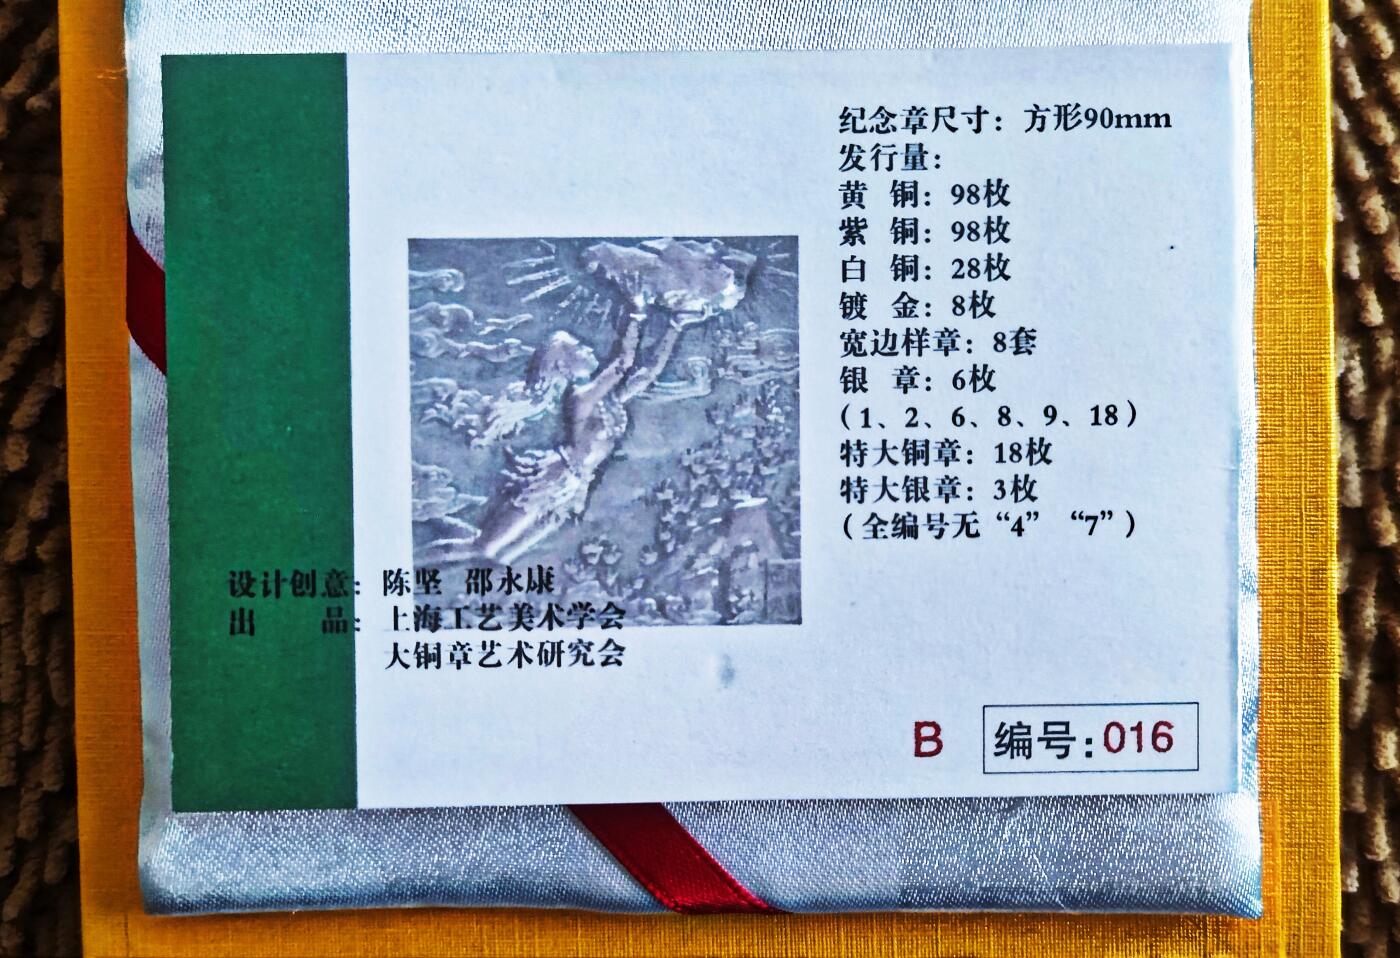 纪念章尺寸：方形90mm
发行量：
黄 铜：98枚
紫 铜：98枚
白 铜：28枚
镀 金：8枚
宽边样章：8套
银 章：6枚
（1、2、6、8、9、18）
特大铜章：18枚
特大银章：3枚
（全编号无“4” “7”）
设计创意：陈坚 邵永康
出 品：上海工艺美术学会
大铜章艺术研究会
B 编号:016